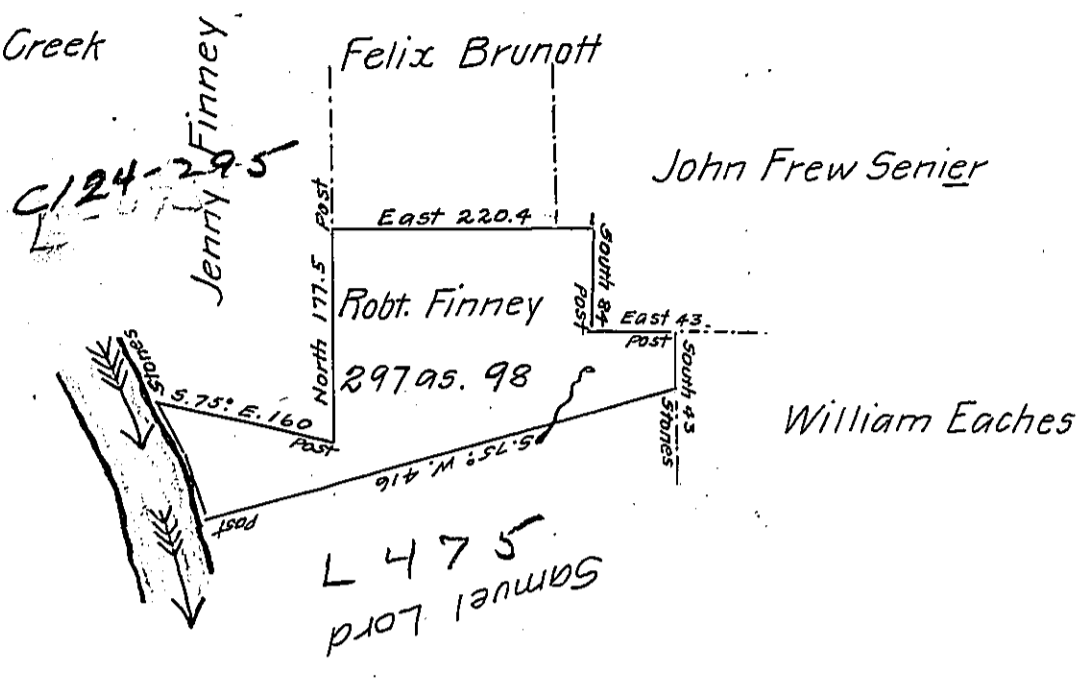 Creek
Jenny Finney
Felix Brunott
John Frew Senier
C124-295
L
Post
East 220.4
South 84
Post
East 43.
Post
South 43
Stones
North 177.5
Robt. Finney
297 as. 98
William Eaches
Stones
S. 75° E. 160
Post
S. 75° W. 416
Post
L 475
Samuel Lord